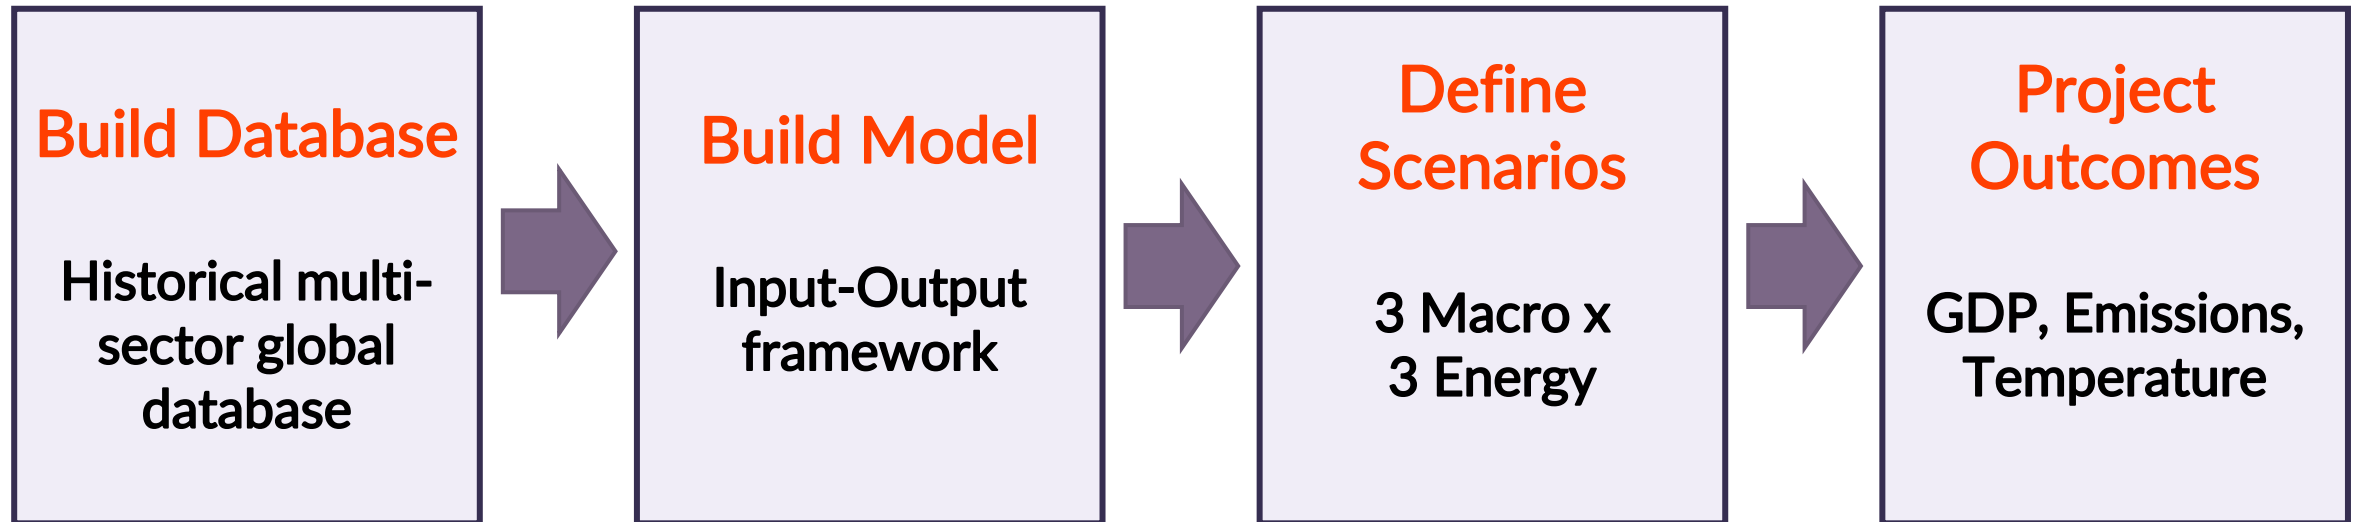 Build Database
Historical multi-
sector global
database
Build Model
Input-Output
framework
Define
Scenarios
3 Macro x
3 Energy
Project
Outcomes
GDP, Emissions,
Temperature